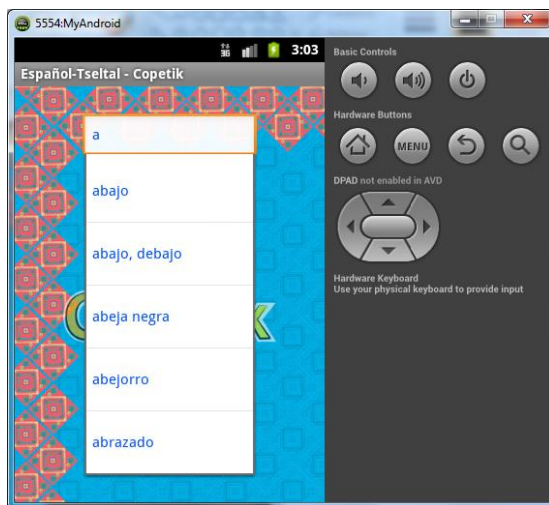 5554:MyAndroid
3G
3:03
Español-Tseltal - Copetik
a
abajo
abajo, debajo
abeja negra
abejorro
abrazado
Basic Controls
Hardware Buttons
MENU
DPAD not enabled in AVD
Hardware Keyboard
Use your physical keyboard to provide input